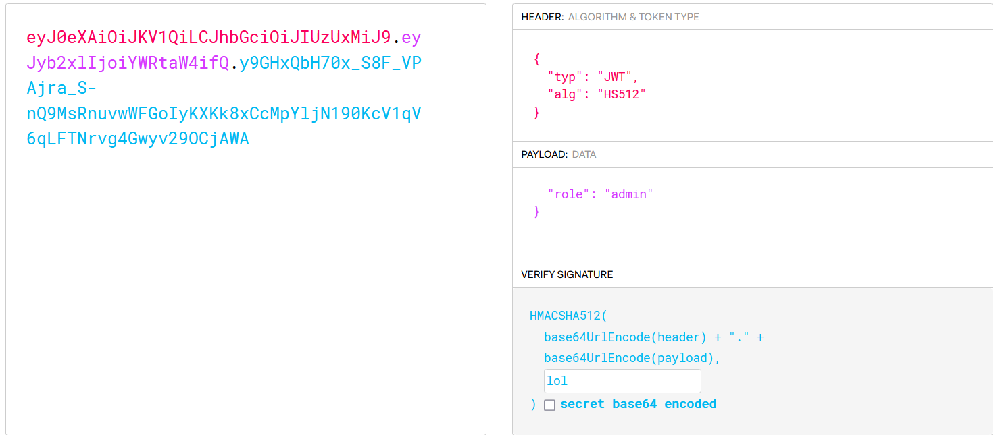 eyJ0eXAiOiJKV1QiLCJhbGciOiJIUzUxMiJ9.ey
Jyb2xlIjoiYWRtaW4ifQ.y9GHxQbH70x_S8F_VP
Ajra_S-
nQ9MsRnuvwWFGoIyKXKk8xCcMpYljN190KcV1qV
6qLFTNrvg4Gwyv29OCjAWA
HEADER: ALGORITHM & TOKEN TYPE
{
"typ": "JWT",
"alg": "HS512"
}
PAYLOAD: DATA
"role": "admin"
}
VERIFY SIGNATURE
HMACSHA512(
base64UrlEncode(header) + "." +
base64UrlEncode(payload),
lol
) secret base64 encoded